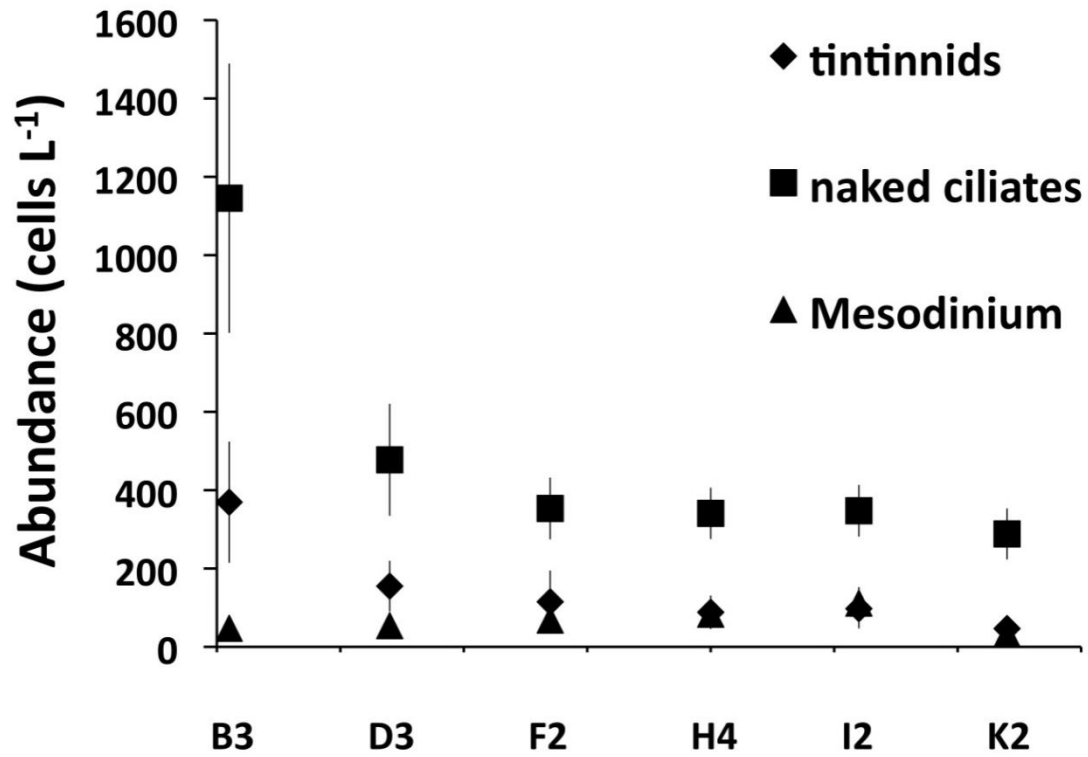 Abundance (cells L⁻¹)
1600
1400
1200
1000
800
600
400
200
0
tintinnids
naked ciliates
Mesodinium
B3 D3 F2 H4 I2 K2